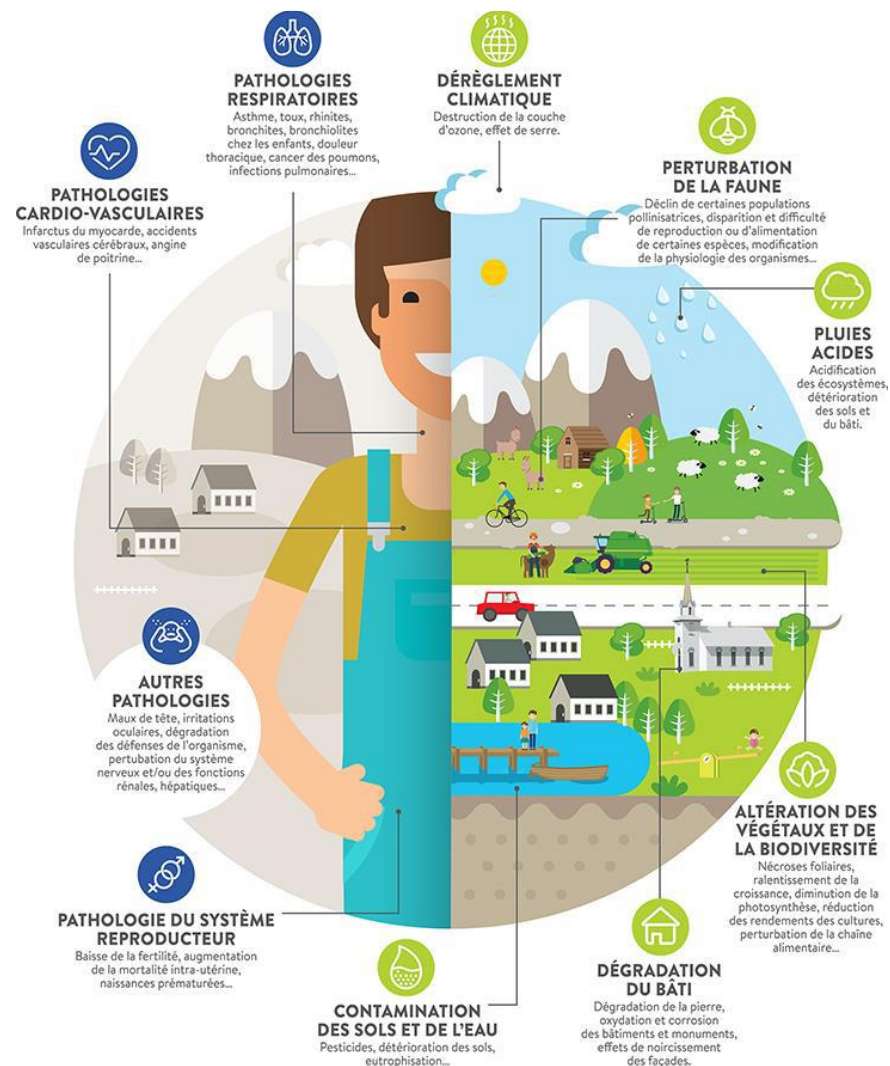 PATHOLOGIES
RESPIRATOIRES
Asthme, toux, rhinites,
bronchites, bronchiolites
chez les enfants, douleur
thoracique, cancer des poumons,
infections pulmonaires...
DÉRÈGLEMENT
CLIMATIQUE
Destruction de la couche
d'ozone, effet de serre.
PATHOLOGIES
CARDIO-VASCULAIRES
Infarctus du myocarde, accidents
vasculaires cérébraux, angine
de poitrine...
PERTURBATION
DE LA FAUNE
Déclin de certaines populations
pollinisatrices, disparition et difficulté
de reproduction ou d'alimentation
de certaines espèces, modification
de la physiologie des organismes...
PLUIES
ACIDES
Acidification
des écosystèmes,
détérioration
des sols et
du bâti.
AUTRES
PATHOLOGIES
Maux de tête, irritations
oculaires, dégradation
des défenses de l'organisme,
pertubation du système
nerveux et/ou des fonctions
rénales, hépatiques...
ALTÉRATION DES
VÉGÉTAUX ET DE
LA BIODIVERSITÉ
Nécroses foliaires,
ralentissement de la
croissance, diminution de la
photosynthèse, réduction
des rendements des cultures,
perturbation de la chaîne
alimentaire...
PATHOLOGIE DU SYSTÈME
REPRODUCTEUR
Baisse de la fertilité, augmentation
de la mortalité intra-utérine,
naissances prématurées...
DÉGRADATION
DU BÂTI
Dégradation de la pierre,
oxydation et corrosion
des bâtiments et monuments,
effets de noircissement
des façades.
CONTAMINATION
DES SOLS ET DE L'EAU
Pesticides, détérioration des sols,
eutrophisation...